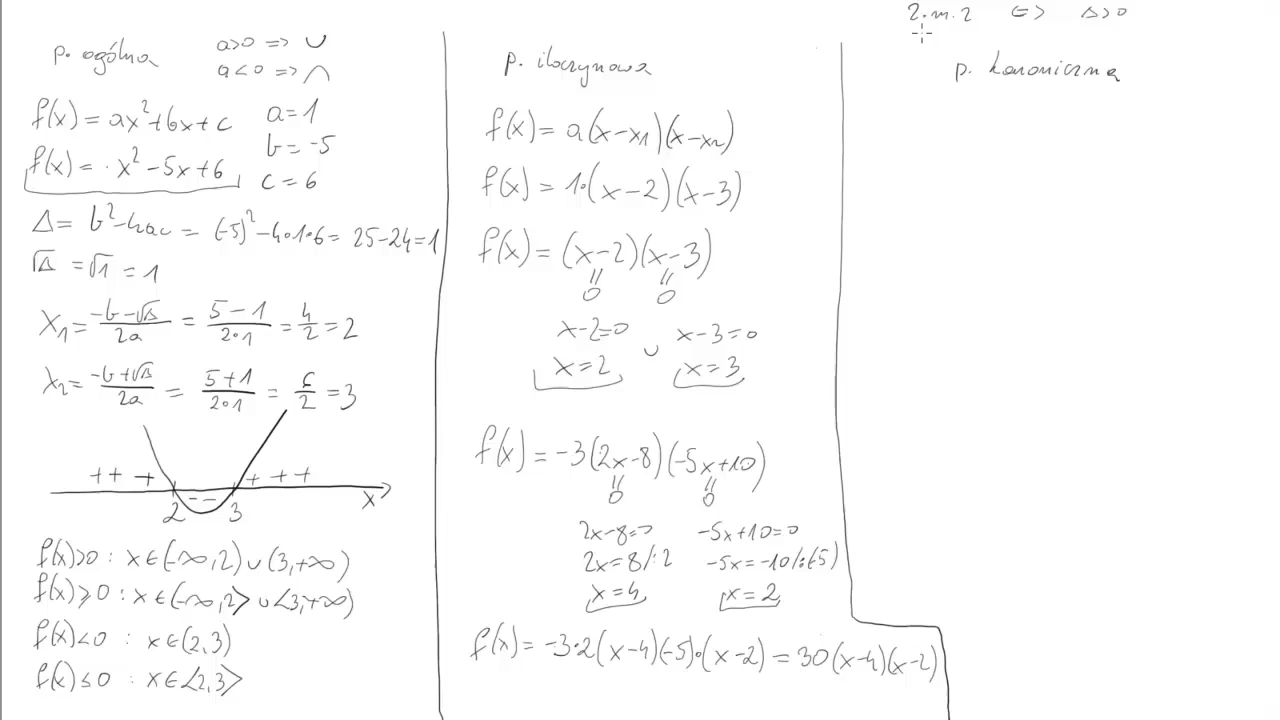 2.m.2 <=> Δ>0
p. ogólna
a>0 => ∪
a<0 => ∩
f(x) = ax²+bx+c
a=1
f(x) = x² -5x+6
b = -5
c = 6
Δ = b²-4ac = (-5)² -4·1·6 = 25-24=1
√Δ = √1 = 1
x₁ = (-b-√Δ)/2a = (5-1)/(2·1) = 4/2 = 2
x₂ = (-b+√Δ)/2a = (5+1)/(2·1) = 6/2 = 3
++ + -- + ++
2 3 x
f(x)>0 : x∈(-∞,2)∪(3,+∞)
f(x)⩾0 : x∈(-∞,2>∪<3,+∞)
f(x)<0 : x∈(2,3)
f(x)≤0 : x∈<2,3>
p. iloczynowa
f(x) = a(x-x₁)(x-x₂)
f(x) = 1·(x-2)(x-3)
f(x) = (x-2)(x-3)
= =
0 0
x-2=0 ∪ x-3=0
x=2 x=3
f(x) = -3(2x-8)(-5x+10)
= =
0 0
2x-8=0 -5x+10=0
2x=8/:2 -5x=-10/:(-5)
x=4 x=2
f(x) = -3·2(x-4)(-5)·(x-2) = 30(x-4)(x-2)
p. kanoniczna